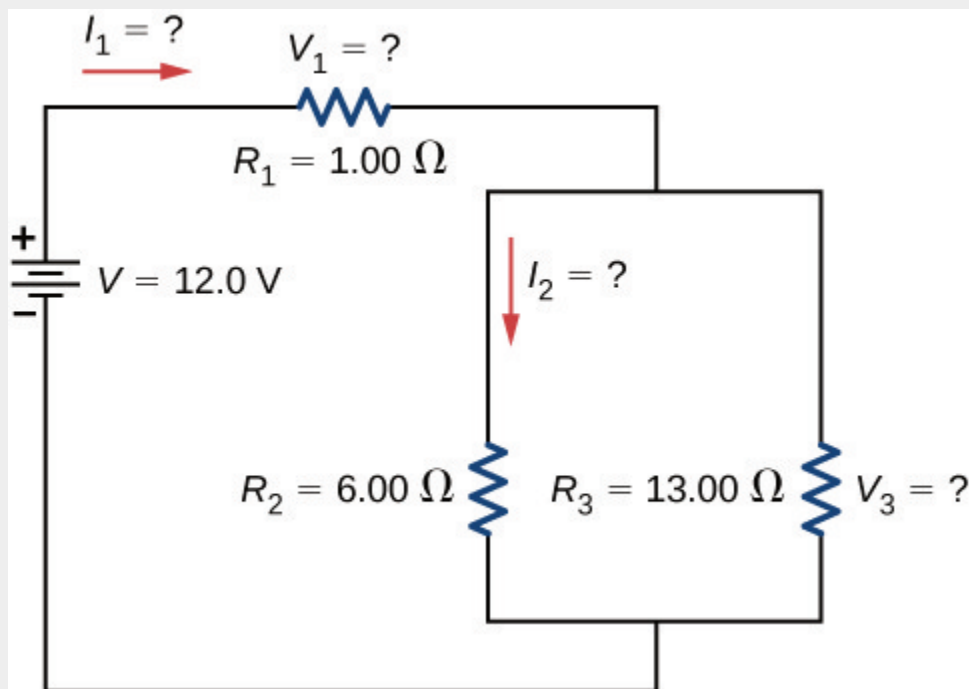 I₁ = ?
V₁ = ?
R₁ = 1.00 Ω
+
V = 12.0 V
−
I₂ = ?
R₂ = 6.00 Ω
R₃ = 13.00 Ω
V₃ = ?